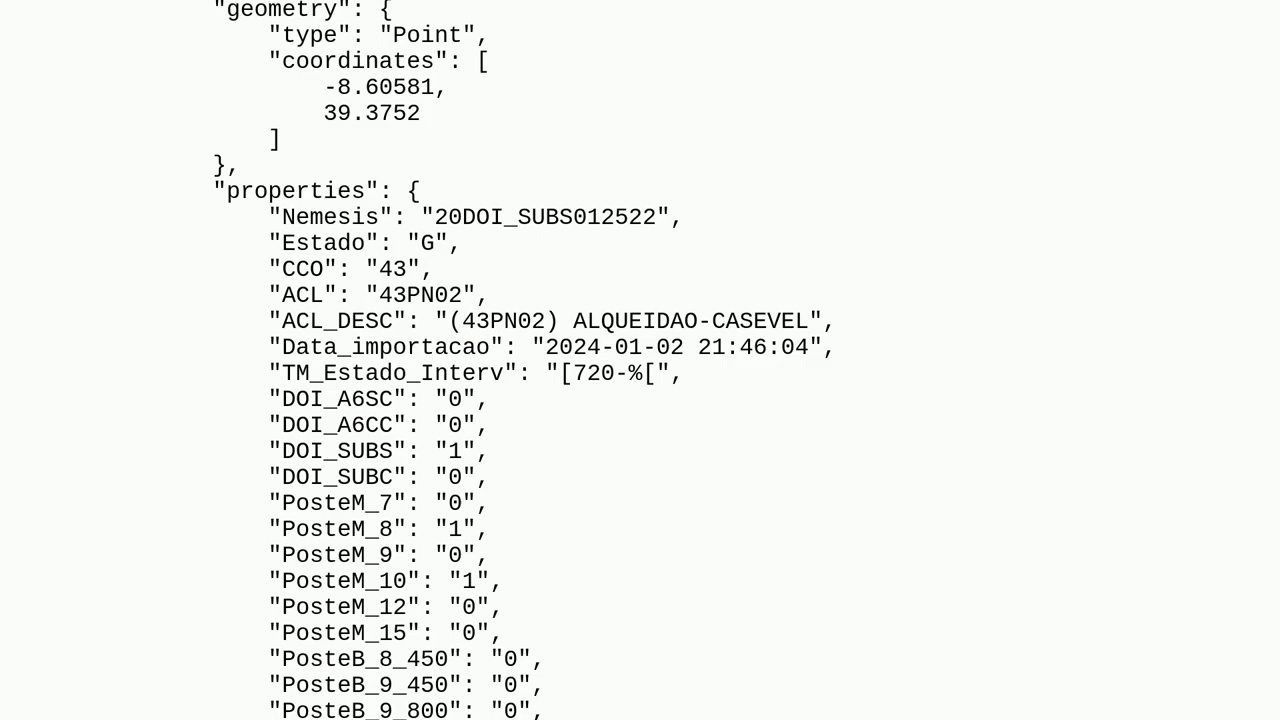 "geometry": {
    "type": "Point",
    "coordinates": [
        -8.60581,
        39.3752
    ]
},
"properties": {
    "Nemesis": "20DOI_SUBS012522",
    "Estado": "G",
    "CCO": "43",
    "ACL": "43PN02",
    "ACL_DESC": "(43PN02) ALQUEIDAO-CASEVEL",
    "Data_importacao": "2024-01-02 21:46:04",
    "TM_Estado_Interv": "[720-%[",
    "DOI_A6SC": "0",
    "DOI_A6CC": "0",
    "DOI_SUBS": "1",
    "DOI_SUBC": "0",
    "PosteM_7": "0",
    "PosteM_8": "1",
    "PosteM_9": "0",
    "PosteM_10": "1",
    "PosteM_12": "0",
    "PosteM_15": "0",
    "PosteB_8_450": "0",
    "PosteB_9_450": "0",
    "PosteB_9_800": "0",